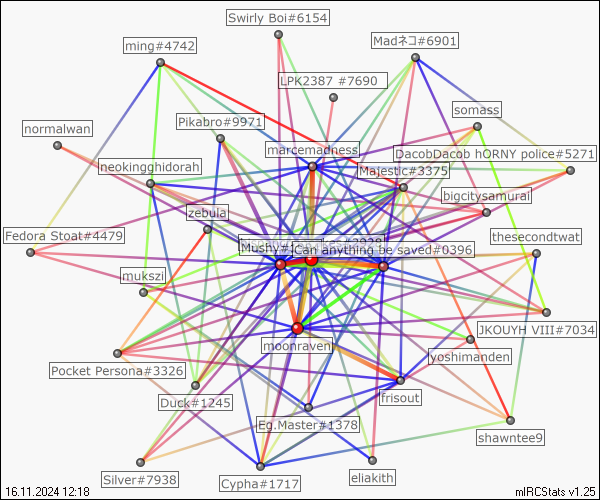 Swirly Boi#6154
ming#4742
Madネコ#6901
LPK2387 #7690
somass
Pikabro#9971
normalwan
marcemadness
DacobDacob hORNY police#5271
neokingghidorah
Majestic#3375
bigcitysamurai
zebula
Fedora Stoat#4479
thesecondtwat
Mushy
Can anything be saved#0396
mukszi
JKOUYH VIII#7034
moonraven
yoshimanden
Pocket Persona#3326
frisout
Duck#1245
Eg.Master#1378
shawntee9
Silver#7938
Cypha#1717
eliakith
16.11.2024 12:18
mIRCStats v1.25